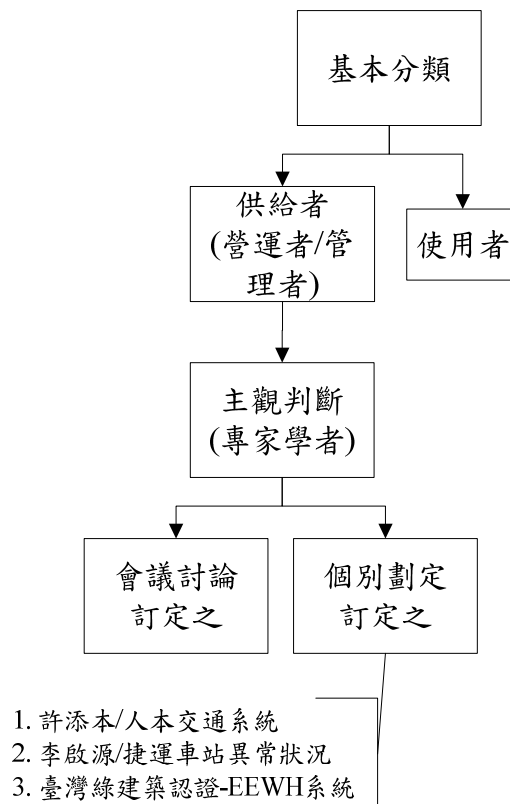 基本分類
供給者
(營運者/管
理者)
使用者
主觀判斷
(專家學者)
會議討論
訂定之
個別劃定
訂定之
1. 許添本/人本交通系統
2. 李啟源/捷運車站異常狀況
3. 臺灣綠建築認證-EEWH系統